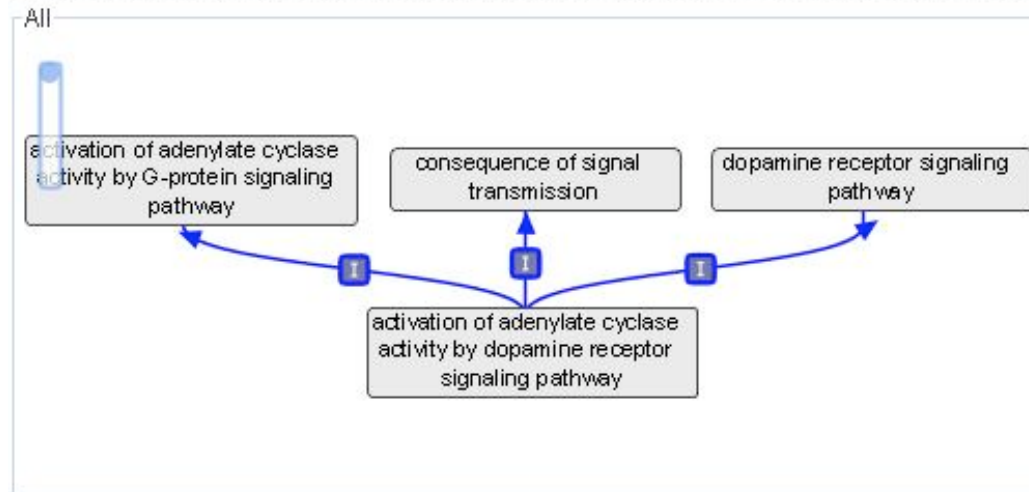 All
activation of adenylate cyclase
activity by G-protein signaling
pathway
consequence of signal
transmission
dopamine receptor signaling
pathway
I
I
I
activation of adenylate cyclase
activity by dopamine receptor
signaling pathway